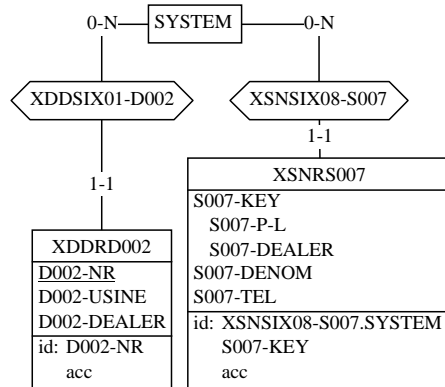 0-N SYSTEM 0-N
XDDSIX01-D002 XSNSIX08-S007
1-1
1-1
XSNRS007
S007-KEY
S007-P-L
S007-DEALER
S007-DENOM
S007-TEL
id: XSNSIX08-S007.SYSTEM
S007-KEY
acc
XDDRD002
D002-NR
D002-USINE
D002-DEALER
id: D002-NR
acc